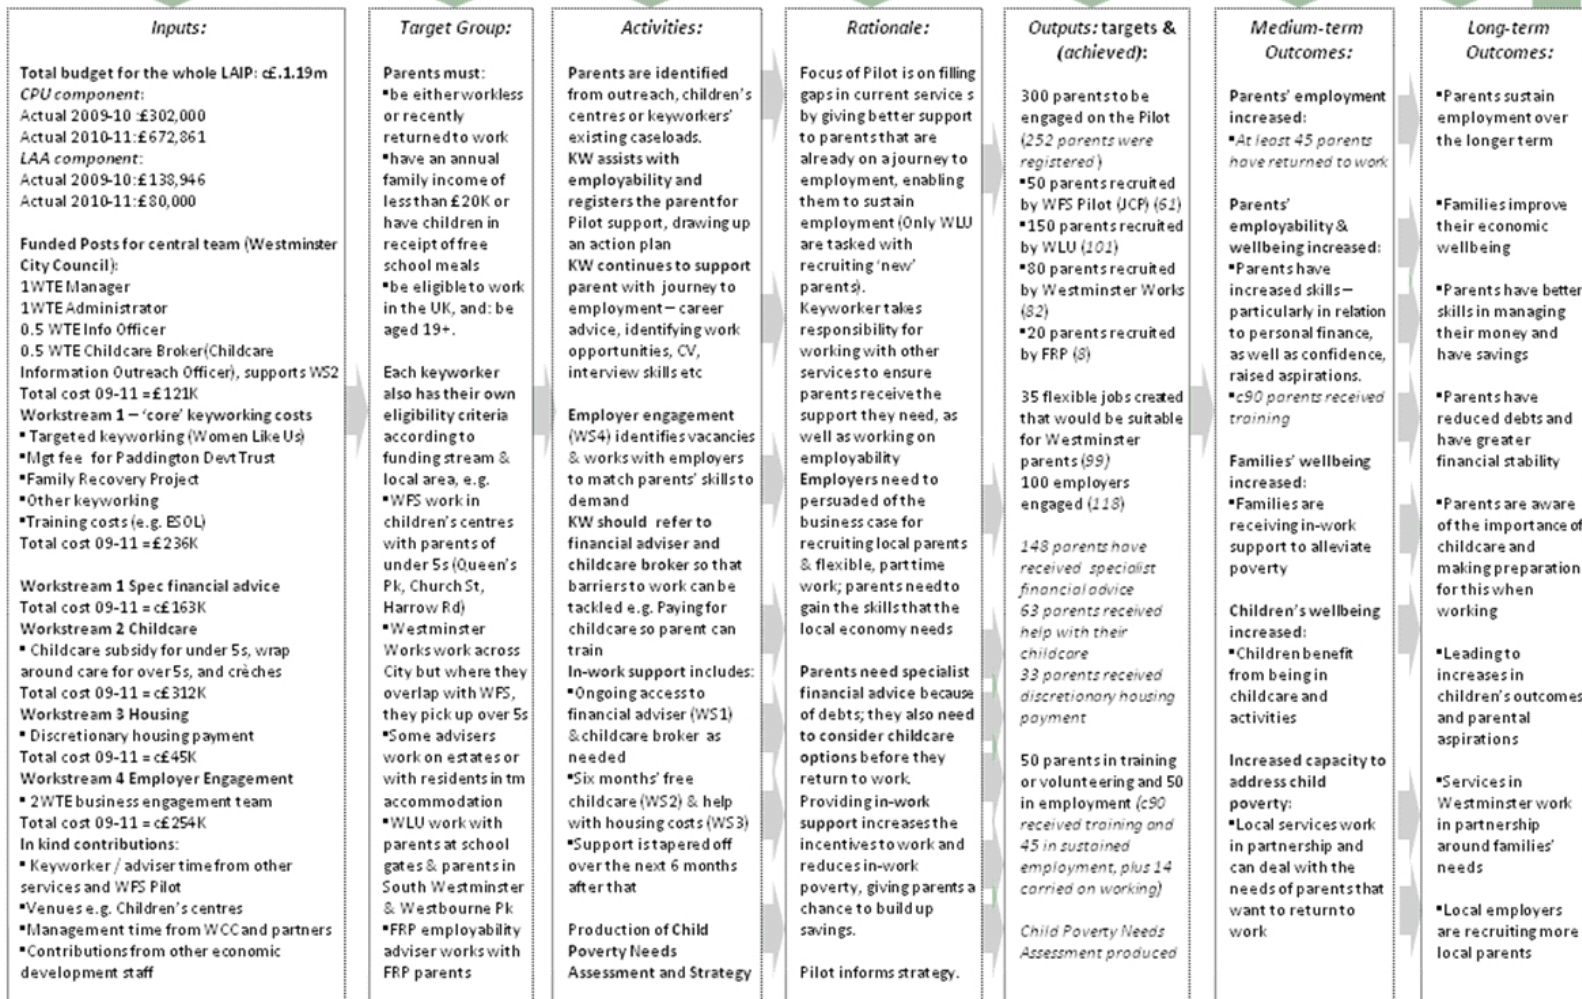 Inputs:
Total budget for the whole LAIP: c£.1.19m
CPU component:
Actual 2009-10 :£302,000
Actual 2010-11:£672,861
LAA component:
Actual 2009-10:£138,946
Actual 2010-11:£80,000
Funded Posts for central team (Westminster
City Council):
1WTE Manager
1WTE Administrator
0.5 WTE Info Officer
0.5 WTE Childcare Broker(Childcare
Information Outreach Officer), supports WS2
Total cost 09-11 =£121K
Workstream 1 – 'core' keyworking costs
▪ Targeted keyworking (Women Like Us)
▪Mgt fee for Paddington Devt Trust
▪Family Recovery Project
▪Other keyworking
▪Training costs (e.g. ESOL)
Total cost 09-11 =£236K
Workstream 1 Spec financial advice
Total cost 09-11 = c£163K
Workstream 2 Childcare
▪ Childcare subsidy for under 5s, wrap
around care for over 5s, and crèches
Total cost 09-11 = c£312K
Workstream 3 Housing
▪ Discretionary housing payment
Total cost 09-11 = c£45K
Workstream 4 Employer Engagement
▪ 2WTE business engagement team
Total cost 09-11 = c£254K
In kind contributions:
▪ Keyworker / adviser time from other
services and WFS Pilot
▪Venues e.g. Children's centres
▪Management time from WCC and partners
▪Contributions from other economic
development staff
Target Group:
Parents must:
▪be either workless
or recently
returned to work
▪have an annual
family income of
less than £20K or
have children in
receipt of free
school meals
▪be eligible to work
in the UK, and: be
aged 19+.
Each keyworker
also has their own
eligibility criteria
according to
funding stream &
local area, e.g.
▪WFS work in
children's centres
with parents of
under 5s (Queen's
Pk, Church St,
Harrow Rd)
▪Westminster
Works work across
City but where they
overlap with WFS,
they pick up over 5s
▪Some advisers
work on estates or
with residents in tm
accommodation
▪WLU work with
parents at school
gates & parents in
South Westminster
& Westbourne Pk
▪FRP employability
adviser works with
FRP parents
Activities:
Parents are identified
from outreach, children's
centres or keyworkers'
existing caseloads.
KW assists with
employability and
registers the parent for
Pilot support, drawing up
an action plan
KW continues to support
parent with journey to
employment – career
advice, identifying work
opportunities, CV,
interview skills etc
Employer engagement
(WS4) identifies vacancies
& works with employers
to match parents' skills to
demand
KW should refer to
financial adviser and
childcare broker so that
barriers to work can be
tackled e.g. Paying for
childcare so parent can
train
In-work support includes:
▪Ongoing access to
financial adviser (WS1)
& childcare broker as
needed
▪Six months' free
childcare (WS2) & help
with housing costs (WS3)
▪Support is tapered off
over the next 6 months
after that
Production of Child
Poverty Needs
Assessment and Strategy
Rationale:
Focus of Pilot is on filling
gaps in current service s
by giving better support
to parents that are
already on a journey to
employment, enabling
them to sustain
employment (Only WLU
are tasked with
recruiting 'new'
parents).
Keyworker takes
responsibility for
working with other
services to ensure
parents receive the
support they need, as
well as working on
employability
Employers need to
persuaded of the
business case for
recruiting local parents
& flexible, part time
work; parents need to
gain the skills that the
local economy needs
Parents need specialist
financial advice because
of debts; they also need
to consider childcare
options before they
return to work.
Providing in-work
support increases the
incentives to work and
reduces in-work
poverty, giving parents a
chance to build up
savings.
Pilot informs strategy.
Outputs: targets &
(achieved):
300 parents to be
engaged on the Pilot
(252 parents were
registered )
▪50 parents recruited
by WFS Pilot (JCP) (61)
▪150 parents recruited
by WLU (101)
▪80 parents recruited
by Westminster Works
(82)
▪20 parents recruited
by FRP (8)
35 flexible jobs created
that would be suitable
for Westminster
parents (99)
100 employers
engaged (118)
148 parents have
received specialist
financial advice
63 parents received
help with their
childcare
33 parents received
discretionary housing
payment
50 parents in training
or volunteering and 50
in employment (c90
received training and
45 in sustained
employment, plus 14
carried on working)
Child Poverty Needs
Assessment produced
Medium-term
Outcomes:
Parents' employment
increased:
▪At least 45 parents
have returned to work
Parents'
employability &
wellbeing increased:
▪Parents have
increased skills –
particularly in relation
to personal finance,
as well as confidence,
raised aspirations.
▪c90 parents received
training
Families' wellbeing
increased:
▪Families are
receiving in-work
support to alleviate
poverty
Children's wellbeing
increased:
▪Children benefit
from being in
childcare and
activities
Increased capacity to
address child
poverty:
▪Local services work
in partnership and
can deal with the
needs of parents that
want to return to
work
Long-term
Outcomes:
▪Parents sustain
employment over
the longer term
▪Families improve
their economic
wellbeing
▪Parents have better
skills in managing
their money and
have savings
▪Parents have
reduced debts and
have greater
financial stability
▪Parents are aware
of the importance of
childcare and
making preparation
for this when
working
▪Leading to
increases in
children's outcomes
and parental
aspirations
▪Services in
Westminster work
in partnership
around families'
needs
▪Local employers
are recruiting more
local parents